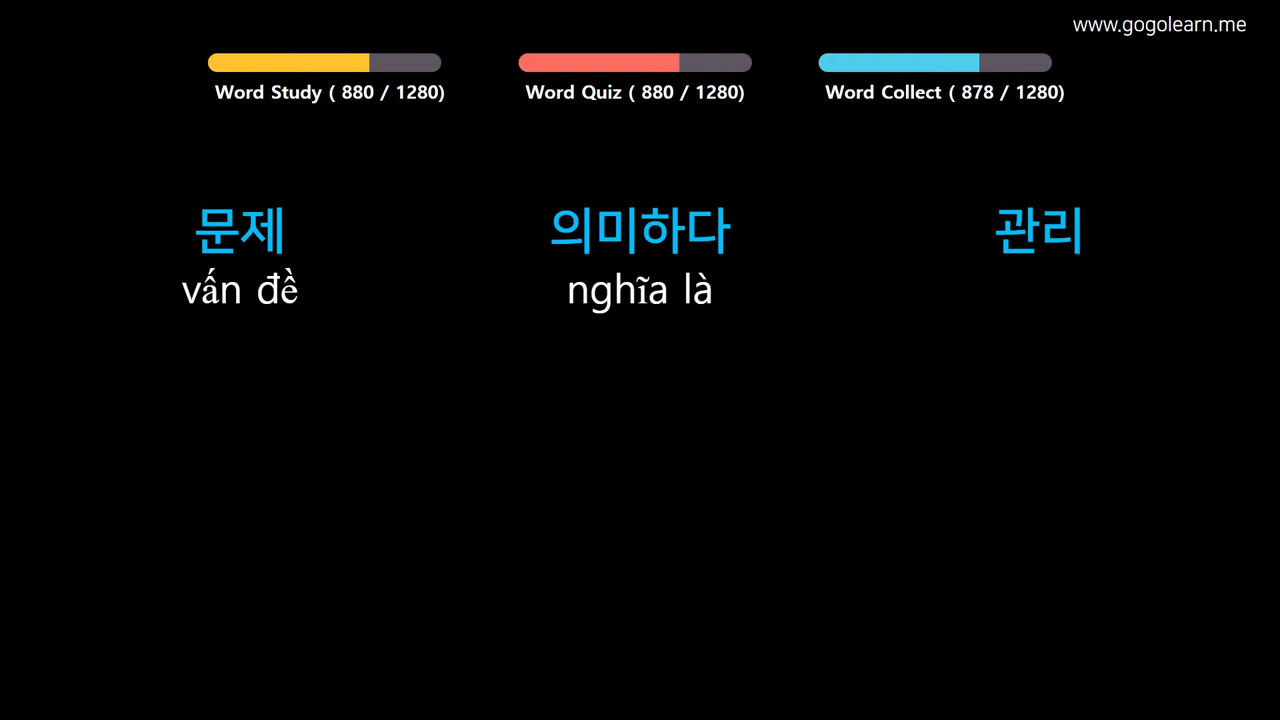 www.gogolearn.me
Word Study ( 880 / 1280)
Word Quiz ( 880 / 1280)
Word Collect ( 878 / 1280)
문제
의미하다
관리
vấn đề
nghĩa là